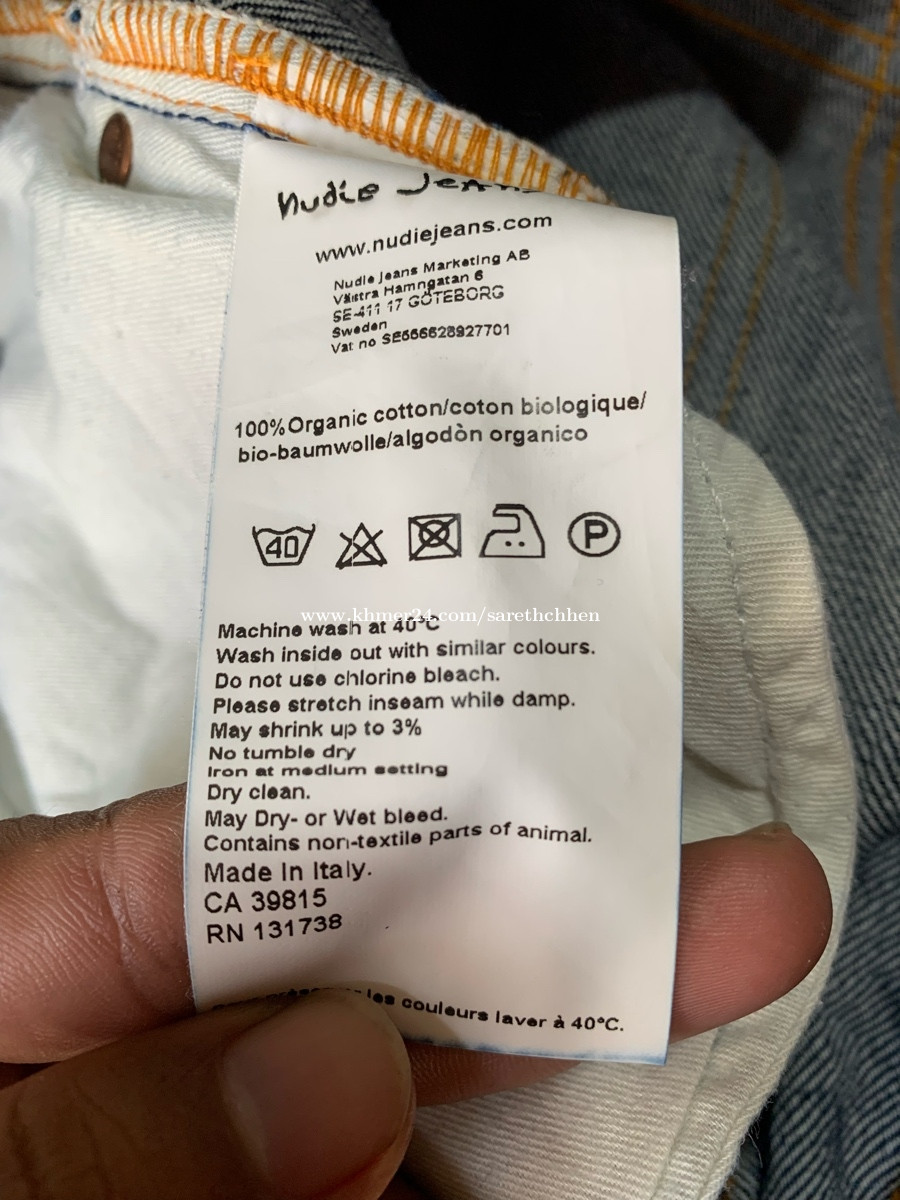 Nudie Jeans
www.nudiejeans.com
Nudie Jeans Marketing AB
Västra Hamngatan 6
SE-411 17 GÖTEBORG
Sweden
Vat no SE556628927701
100%Organic cotton/coton biologique/
bio-baumwolle/algodòn organico
40
P
www.khmer24.com/sarethchhen
Machine wash at 40°C
Wash inside out with similar colours.
Do not use chlorine bleach.
Please stretch inseam while damp.
May shrink up to 3%
No tumble dry
Iron at medium setting
Dry clean.
May Dry- or Wet bleed.
Contains non-textile parts of animal.
Made In Italy.
CA 39815
RN 131738
les couleurs laver à 40°C.